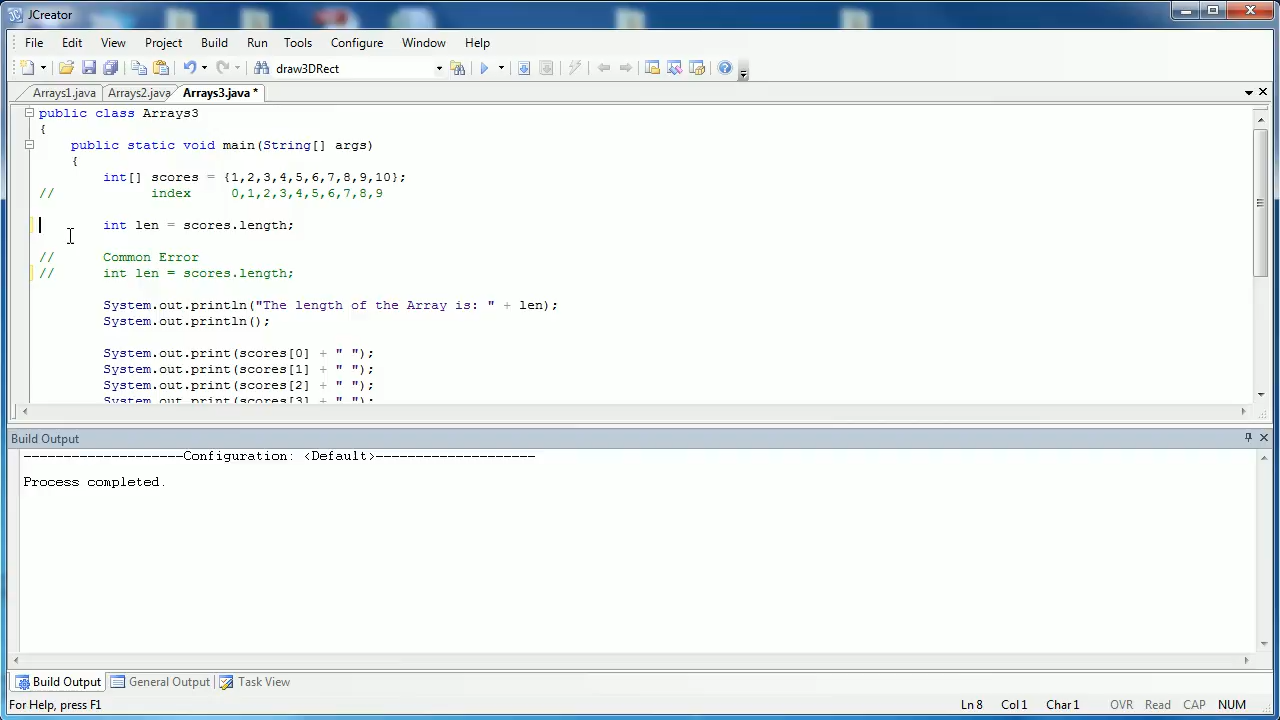 JCreator
File Edit View Project Build Run Tools Configure Window Help
draw3DRect
Arrays1.java Arrays2.java Arrays3.java *
public class Arrays3
{
public static void main(String[] args)
{
int[] scores = {1,2,3,4,5,6,7,8,9,10};
// index 0,1,2,3,4,5,6,7,8,9
int len = scores.length;
// Common Error
// int len = scores.length;
System.out.println("The length of the Array is: " + len);
System.out.println();
System.out.print(scores[0] + " ");
System.out.print(scores[1] + " ");
System.out.print(scores[2] + " ");
System.out.print(scores[3] + " ");
Build Output
--------------------Configuration: <Default>--------------------
Process completed.
Build Output General Output Task View
For Help, press F1 Ln 8 Col 1 Char 1 OVR Read CAP NUM